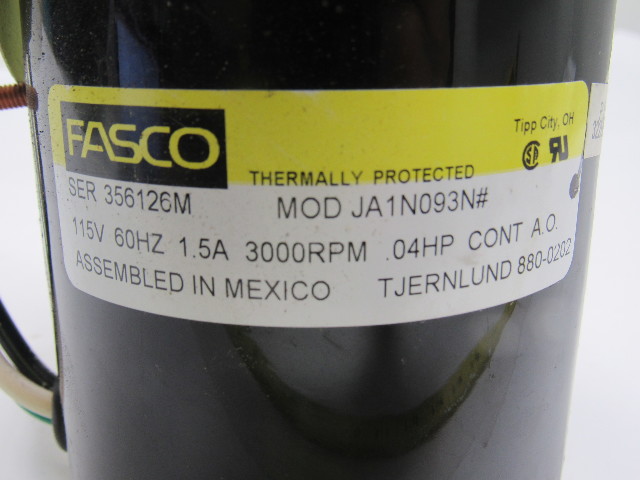 FASCO
Tipp City, OH
THERMALLY PROTECTED
SER 356126M MOD JA1N093N#
115V 60HZ 1.5A 3000RPM .04HP CONT A.O.
ASSEMBLED IN MEXICO TJERNLUND 880-0202